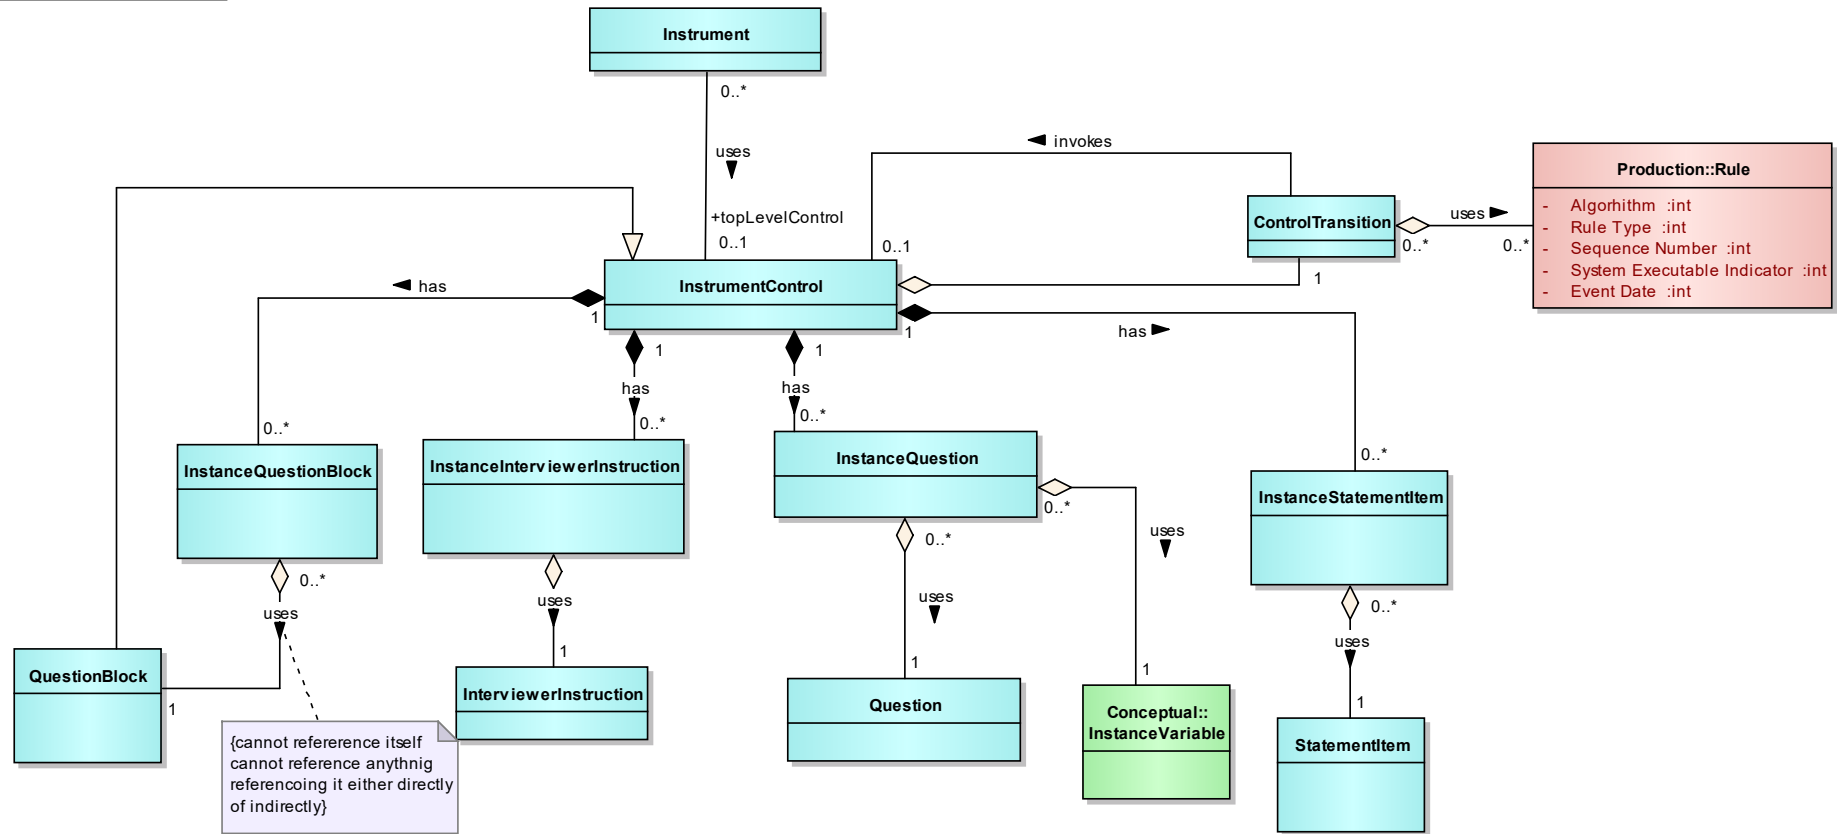 Instrument
0..*
uses
+topLevelControl
0..1
invokes
0..1
ControlTransition
0..*
uses
0..*
Production::Rule
- Algorhithm :int
- Rule Type :int
- Sequence Number :int
- System Executable Indicator :int
- Event Date :int
InstrumentControl
1
has
1
0..*
1
has
0..*
1
has
0..*
1
has
0..*
InstanceQuestionBlock
0..*
uses
1
QuestionBlock
{cannot refererence itself
cannot reference anythnig
referencoing it either directly
of indirectly}
InstanceInterviewerInstruction
uses
1
InterviewerInstruction
InstanceQuestion
0..*
uses
1
Question
0..*
uses
1
Conceptual::
InstanceVariable
InstanceStatementItem
0..*
uses
1
StatementItem